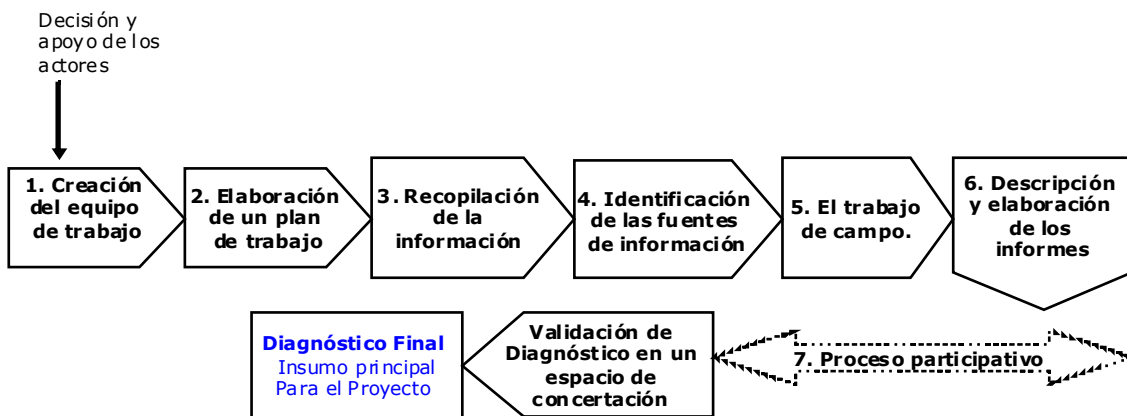 Decisión y
apoyo de los
actores
1. Creación
del equipo
de trabajo
2. Elaboración
de un plan
de trabajo
3. Recopilación
de la
información
4. Identificación
de las fuentes
de información
5. El trabajo
de campo.
6. Descripción
y elaboración
de los
informes
7. Proceso participativo
Validación de
Diagnóstico en un
espacio de
concertación
Diagnóstico Final
Insumo principal
Para el Proyecto